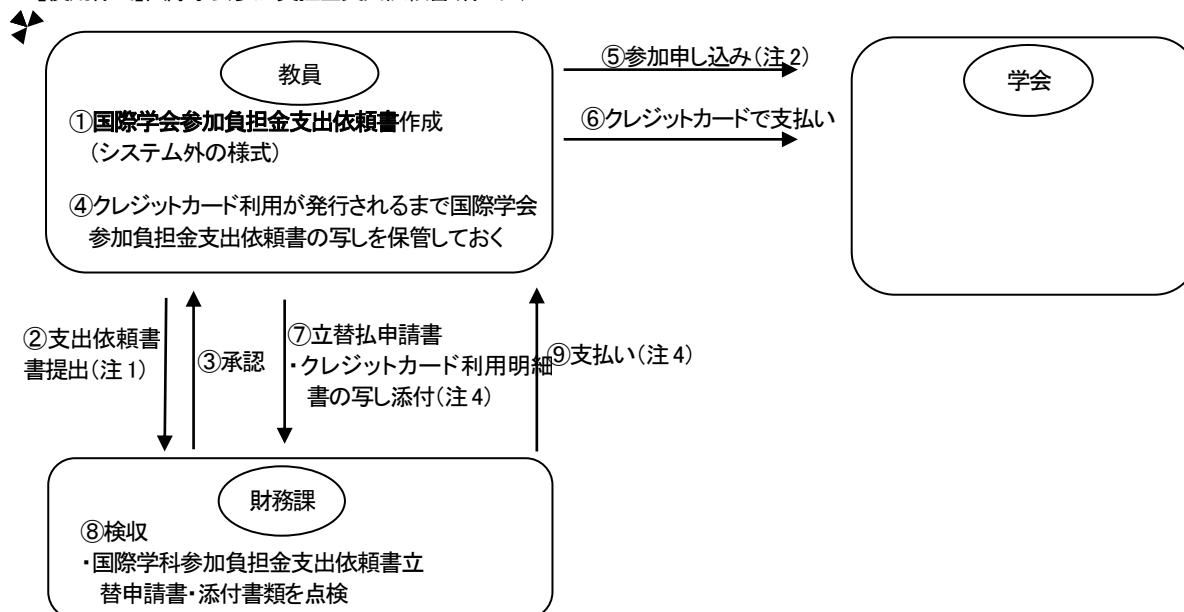 教員
①国際学会参加負担金支出依頼書作成
(システム外の様式)
④クレジットカード利用が発行されるまで国際学会
参加負担金支出依頼書の写しを保管しておく
⑤参加申し込み(注2)
⑥クレジットカードで支払い
学会
②支出依頼書
書提出(注1)
③承認
⑦立替払申請書
・クレジットカード利用明細
書の写し添付(注4)
⑨支払い(注4)
財務課
⑧検収
・国際学科参加負担金支出依頼書立
替申請書・添付書類を点検